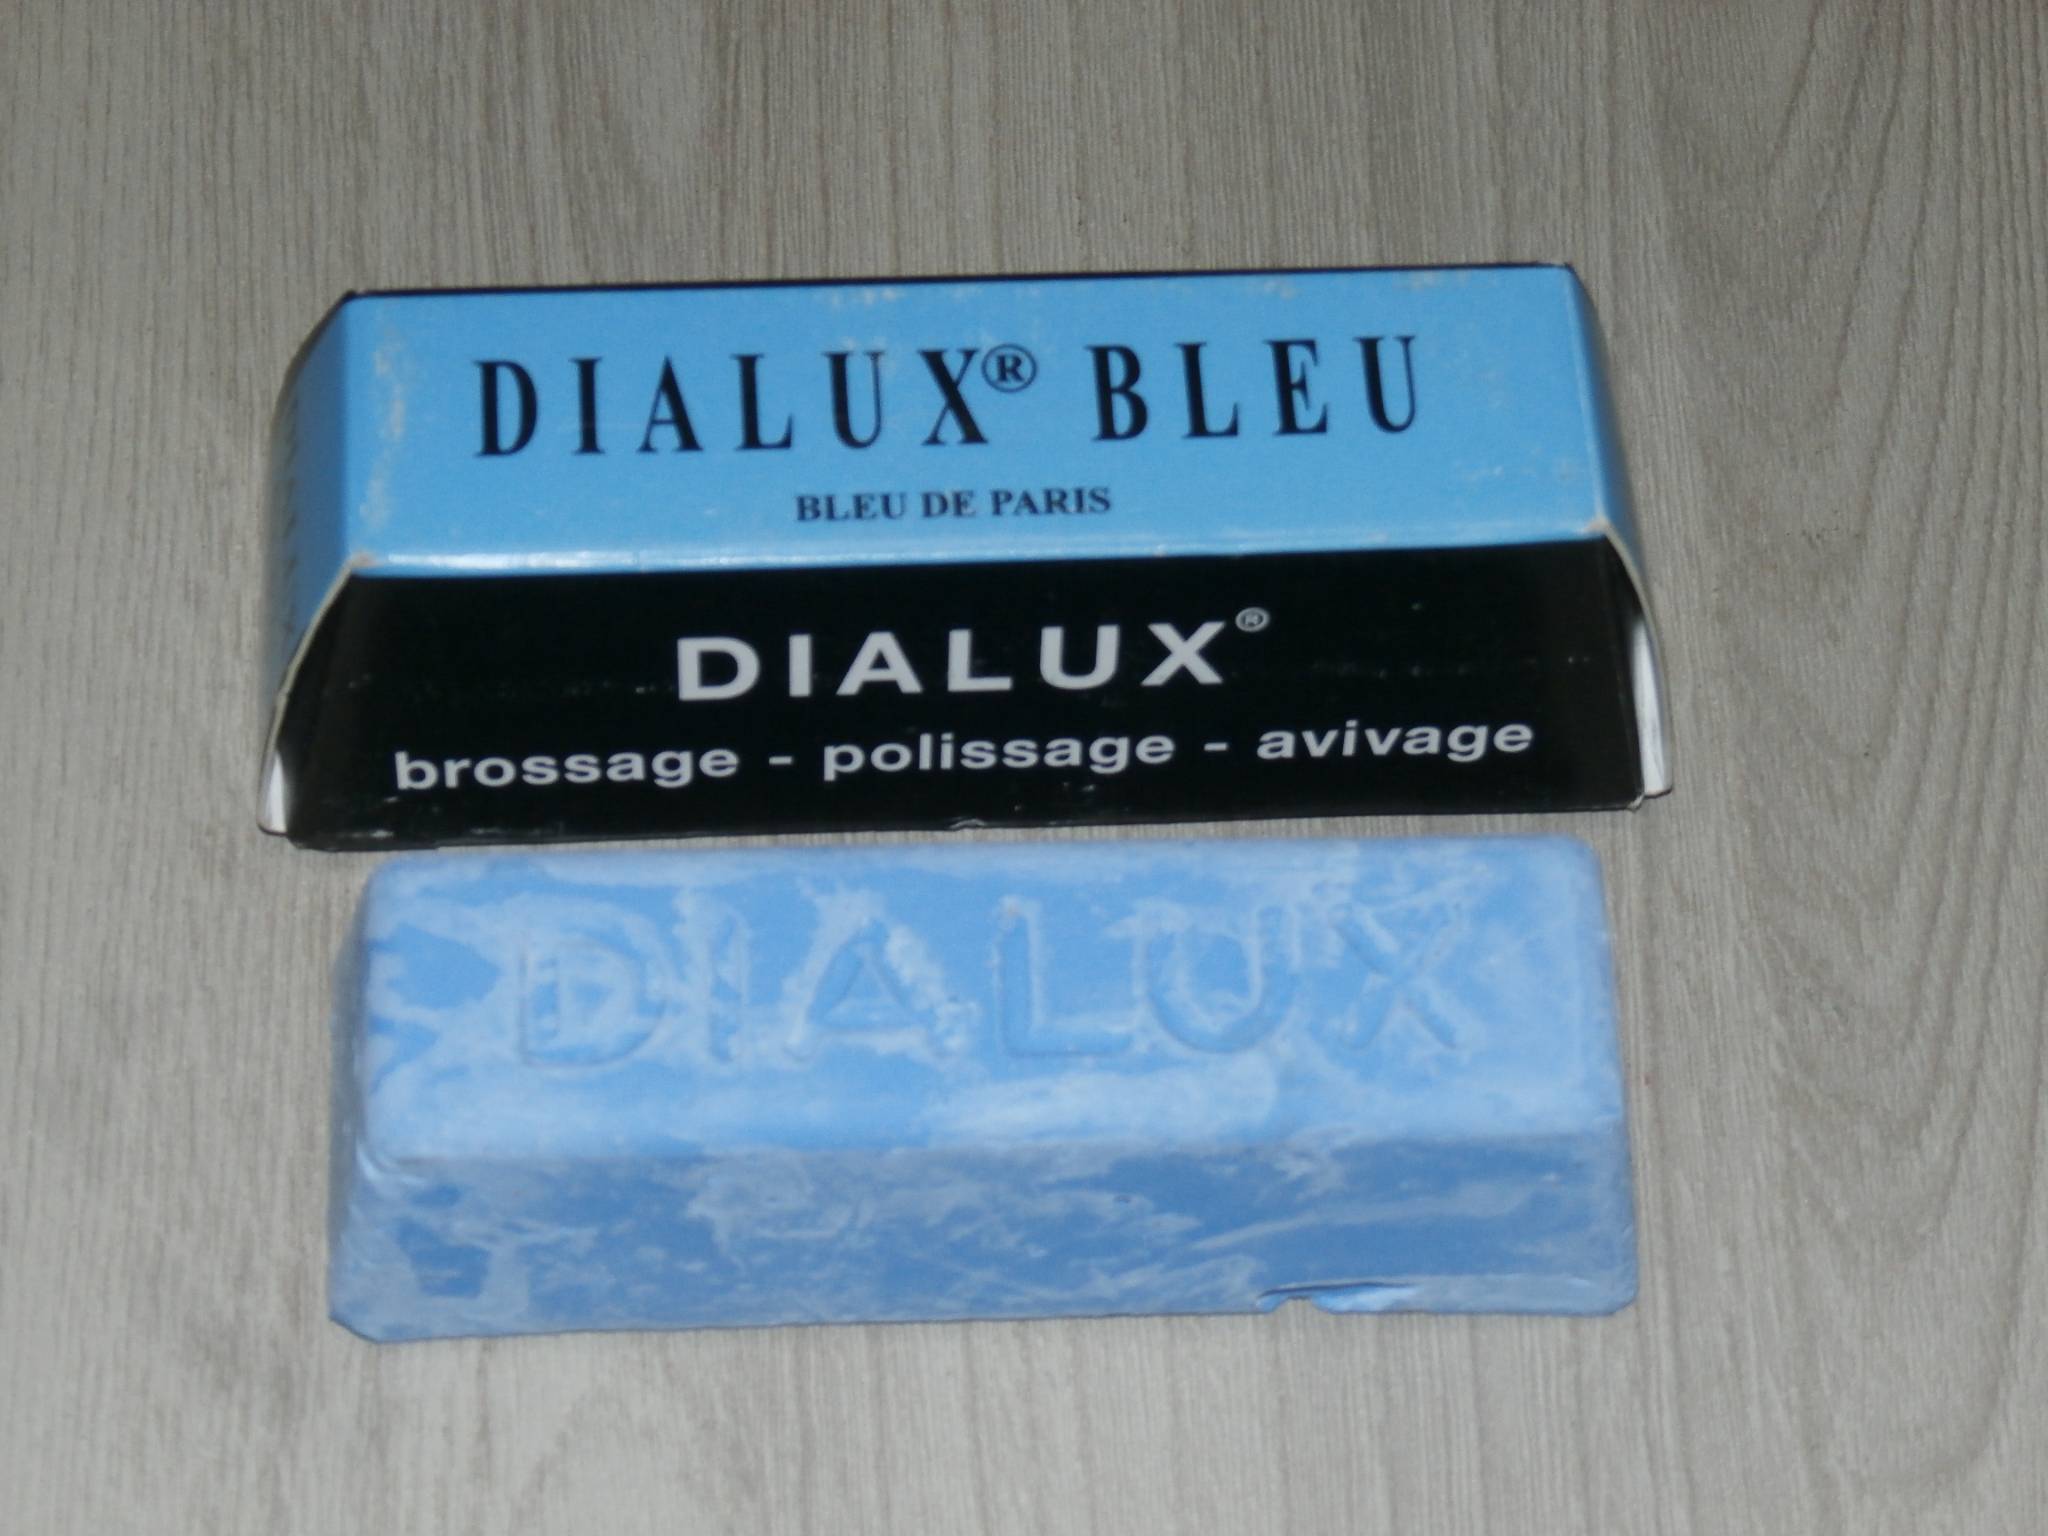 DIALUX® BLEU
BLEU DE PARIS
DIALUX®
brossage - polissage - avivage
DIALUX